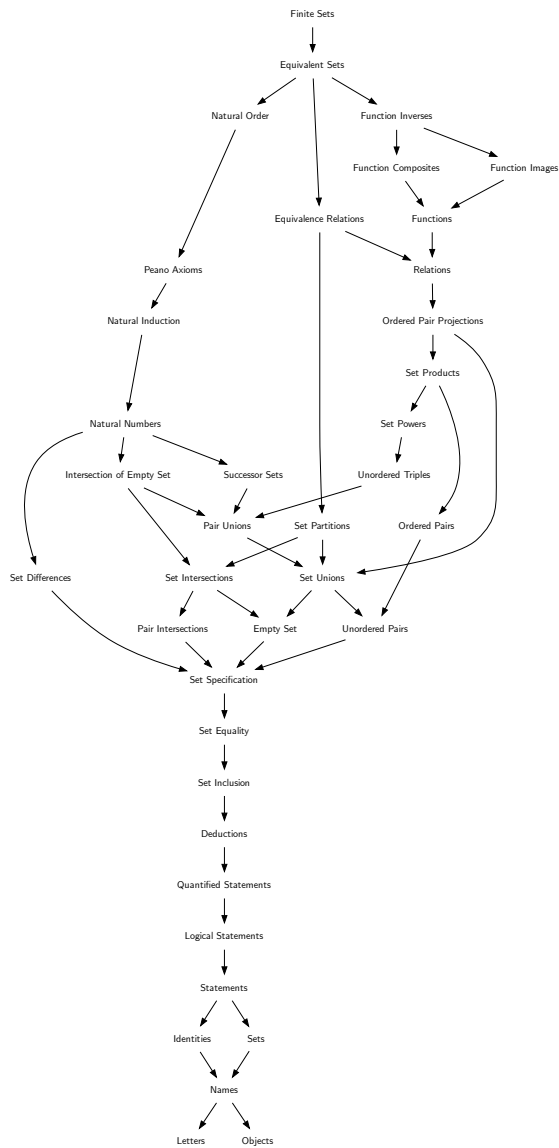 Finite Sets
Equivalent Sets
Natural Order
Function Inverses
Function Composites
Function Images
Equivalence Relations
Functions
Peano Axioms
Relations
Natural Induction
Ordered Pair Projections
Set Products
Natural Numbers
Set Powers
Intersection of Empty Set
Successor Sets
Unordered Triples
Pair Unions
Set Partitions
Ordered Pairs
Set Differences
Set Intersections
Set Unions
Pair Intersections
Empty Set
Unordered Pairs
Set Specification
Set Equality
Set Inclusion
Deductions
Quantified Statements
Logical Statements
Statements
Identities
Sets
Names
Letters
Objects